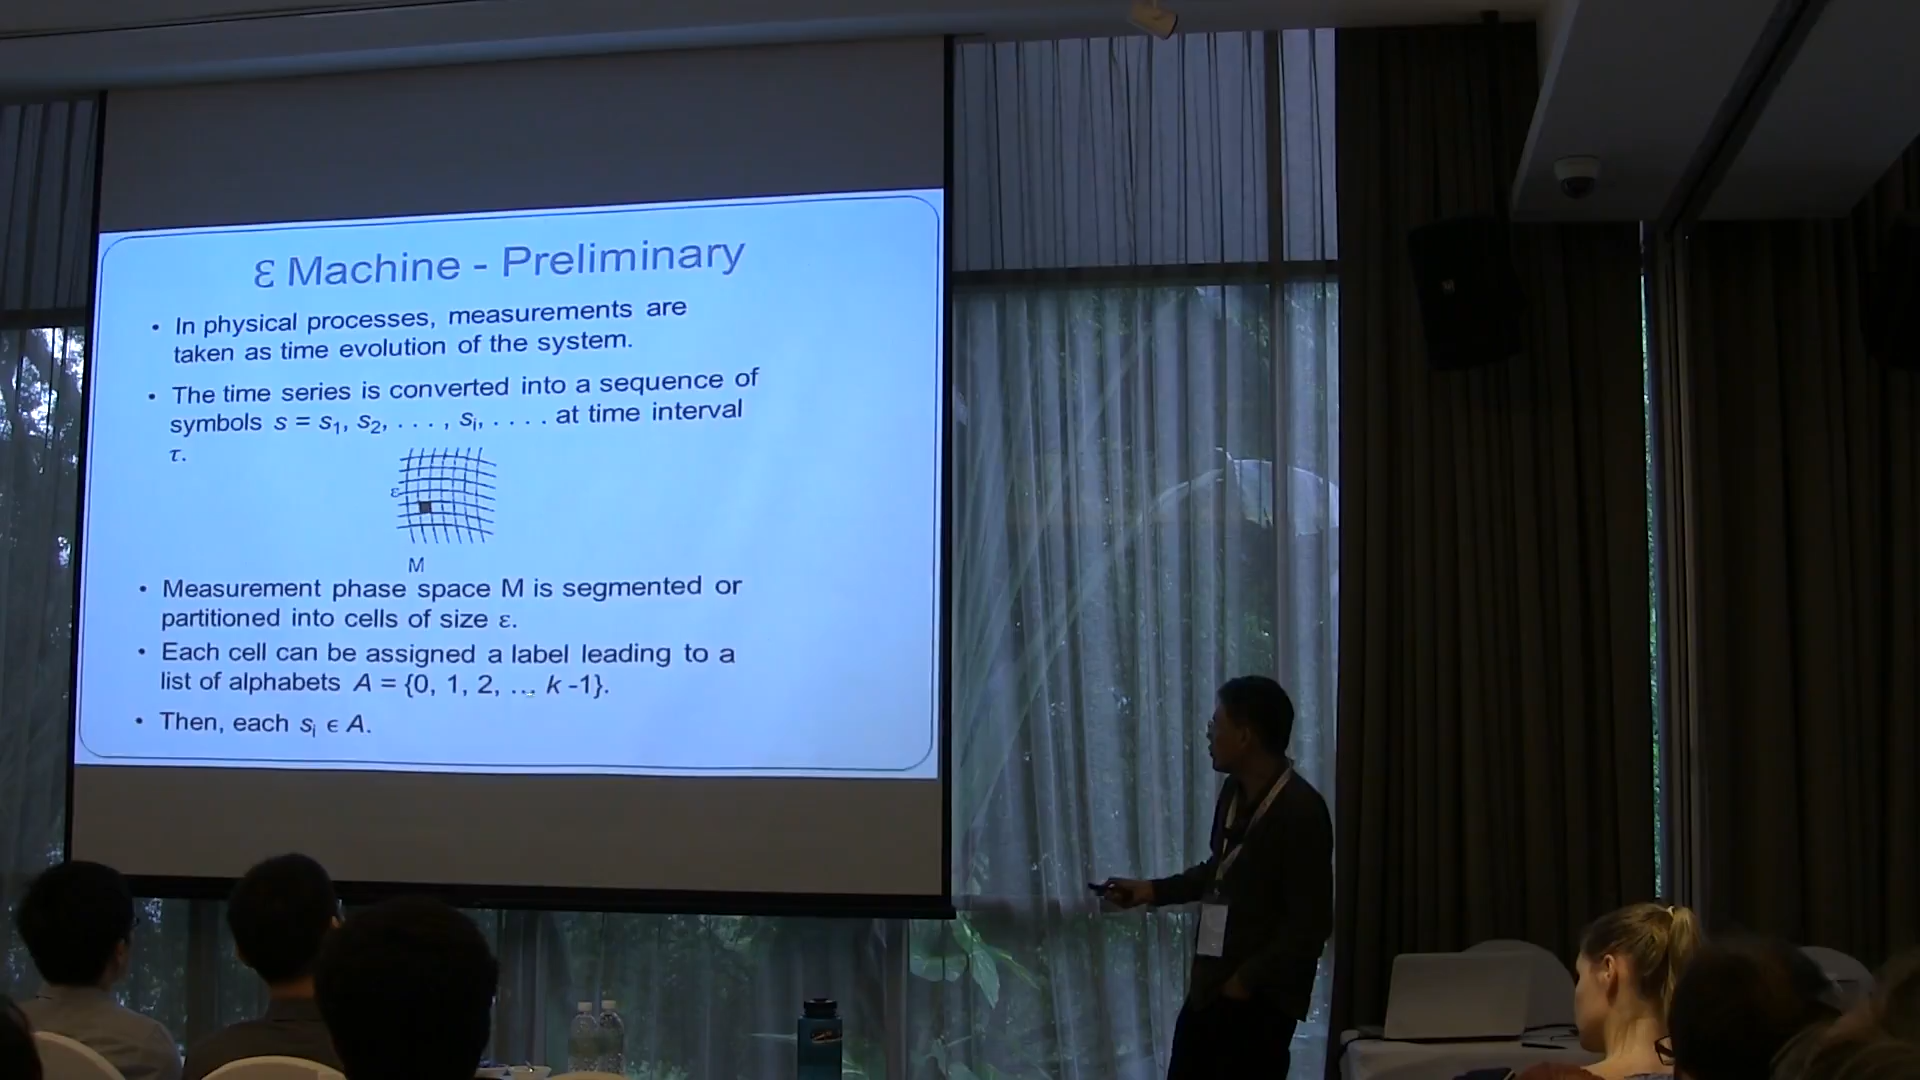 ε Machine - Preliminary
• In physical processes, measurements are
taken as time evolution of the system.
• The time series is converted into a sequence of
symbols s = s₁, s₂, . . . , sᵢ, . . . . at time interval
τ.
ε
M
• Measurement phase space M is segmented or
partitioned into cells of size ε.
• Each cell can be assigned a label leading to a
list of alphabets A = {0, 1, 2, .., k -1}.
• Then, each sᵢ ϵ A.